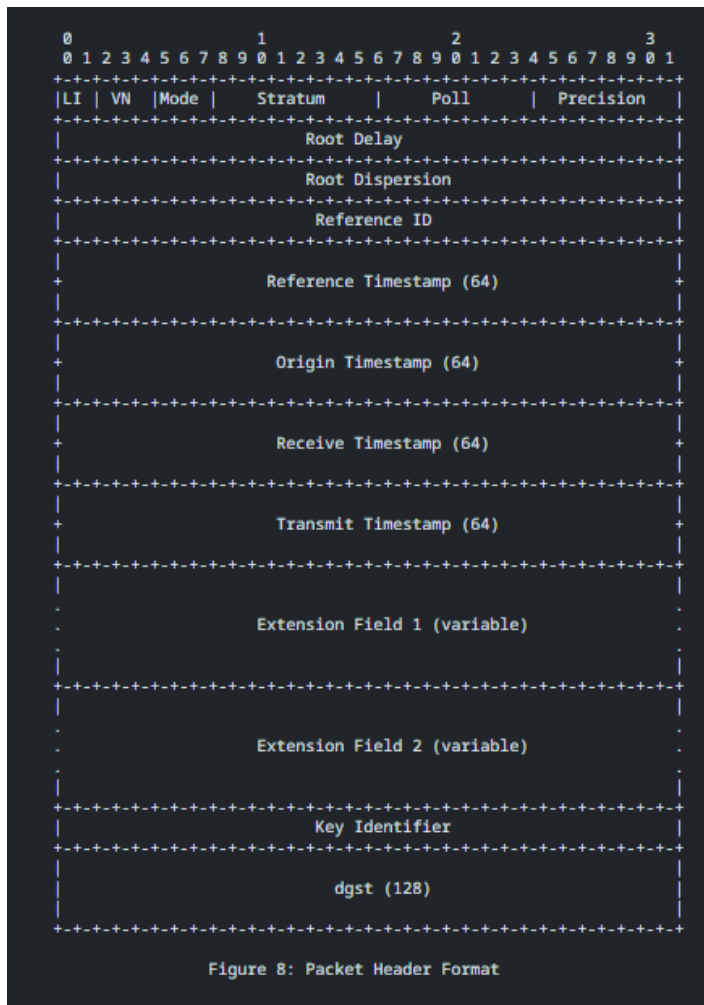 0                   1                   2                   3
 0 1 2 3 4 5 6 7 8 9 0 1 2 3 4 5 6 7 8 9 0 1 2 3 4 5 6 7 8 9 0 1
+-+-+-+-+-+-+-+-+-+-+-+-+-+-+-+-+-+-+-+-+-+-+-+-+-+-+-+-+-+-+-+-+
|LI | VN  |Mode |    Stratum     |     Poll      |  Precision   |
+-+-+-+-+-+-+-+-+-+-+-+-+-+-+-+-+-+-+-+-+-+-+-+-+-+-+-+-+-+-+-+-+
|                         Root Delay                            |
+-+-+-+-+-+-+-+-+-+-+-+-+-+-+-+-+-+-+-+-+-+-+-+-+-+-+-+-+-+-+-+-+
|                         Root Dispersion                       |
+-+-+-+-+-+-+-+-+-+-+-+-+-+-+-+-+-+-+-+-+-+-+-+-+-+-+-+-+-+-+-+-+
|                          Reference ID                         |
+-+-+-+-+-+-+-+-+-+-+-+-+-+-+-+-+-+-+-+-+-+-+-+-+-+-+-+-+-+-+-+-+
|                                                               |
+                     Reference Timestamp (64)                  +
|                                                               |
+-+-+-+-+-+-+-+-+-+-+-+-+-+-+-+-+-+-+-+-+-+-+-+-+-+-+-+-+-+-+-+-+
|                                                               |
+                      Origin Timestamp (64)                    +
|                                                               |
+-+-+-+-+-+-+-+-+-+-+-+-+-+-+-+-+-+-+-+-+-+-+-+-+-+-+-+-+-+-+-+-+
|                                                               |
+                      Receive Timestamp (64)                   +
|                                                               |
+-+-+-+-+-+-+-+-+-+-+-+-+-+-+-+-+-+-+-+-+-+-+-+-+-+-+-+-+-+-+-+-+
|                                                               |
+                      Transmit Timestamp (64)                  +
|                                                               |
+-+-+-+-+-+-+-+-+-+-+-+-+-+-+-+-+-+-+-+-+-+-+-+-+-+-+-+-+-+-+-+-+
|                                                               |
.                                                               .
.                    Extension Field 1 (variable)               .
.                                                               .
|                                                               |
+-+-+-+-+-+-+-+-+-+-+-+-+-+-+-+-+-+-+-+-+-+-+-+-+-+-+-+-+-+-+-+-+
|                                                               |
.                                                               .
.                    Extension Field 2 (variable)               .
.                                                               .
|                                                               |
+-+-+-+-+-+-+-+-+-+-+-+-+-+-+-+-+-+-+-+-+-+-+-+-+-+-+-+-+-+-+-+-+
|                          Key Identifier                       |
+-+-+-+-+-+-+-+-+-+-+-+-+-+-+-+-+-+-+-+-+-+-+-+-+-+-+-+-+-+-+-+-+
|                                                               |
|                            dgst (128)                         |
|                                                               |
+-+-+-+-+-+-+-+-+-+-+-+-+-+-+-+-+-+-+-+-+-+-+-+-+-+-+-+-+-+-+-+-+
Figure 8: Packet Header Format